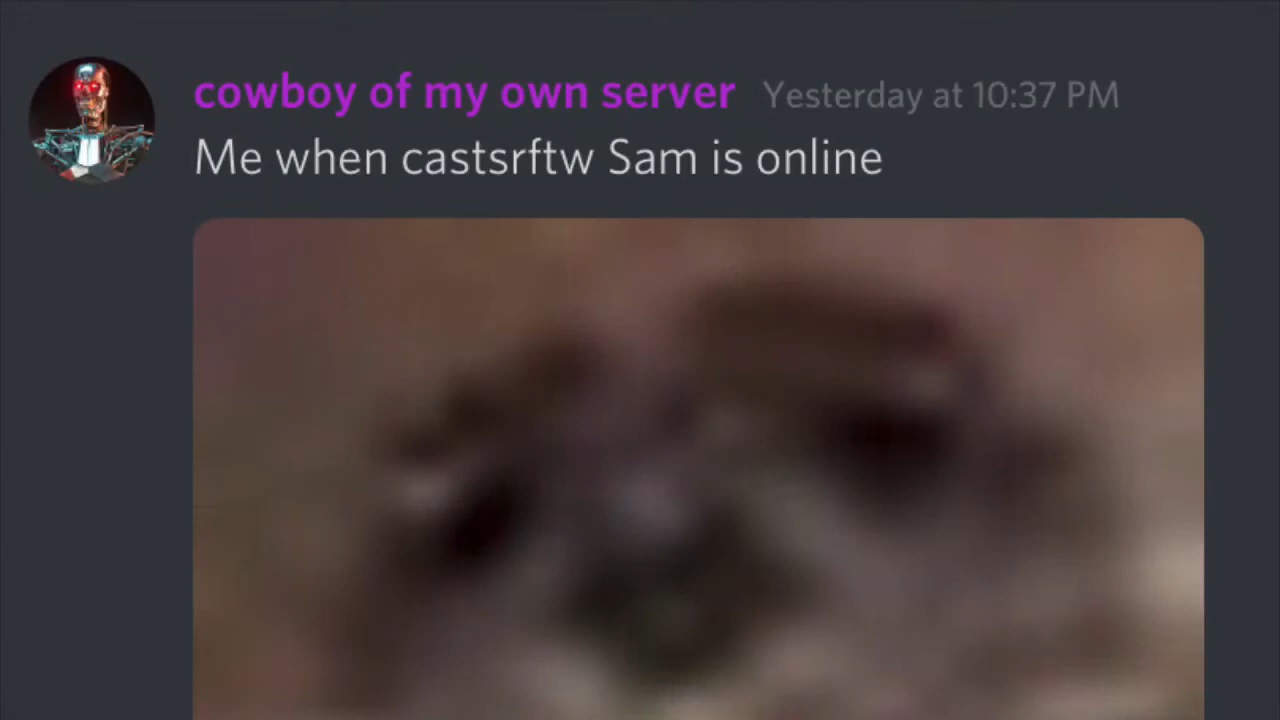 cowboy of my own server Yesterday at 10:37 PM
Me when castsrftw Sam is online